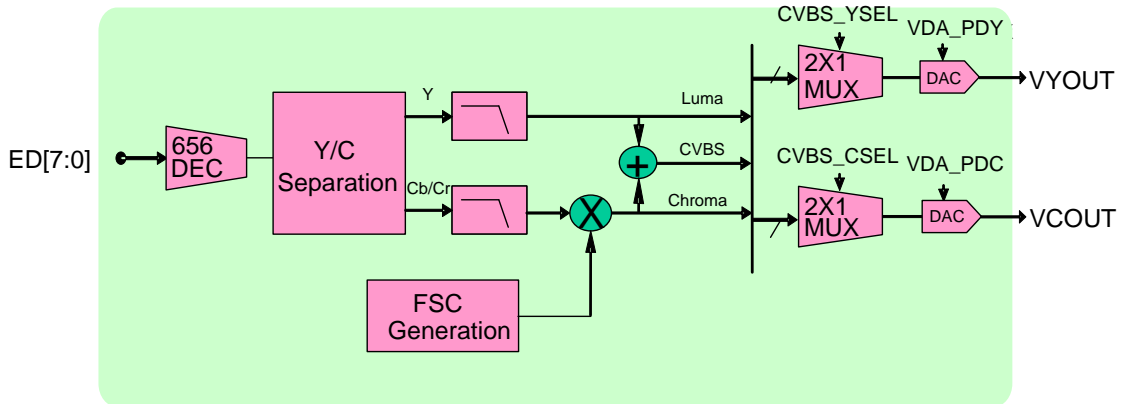 CVBS_YSEL
VDA_PDY
2X1
MUX
DAC
VYOUT
Y
Luma
ED[7:0]
656
DEC
Y/C
Separation
+
CVBS
CVBS_CSEL
VDA_PDC
Cb/Cr
X
Chroma
2X1
MUX
DAC
VCOUT
FSC
Generation